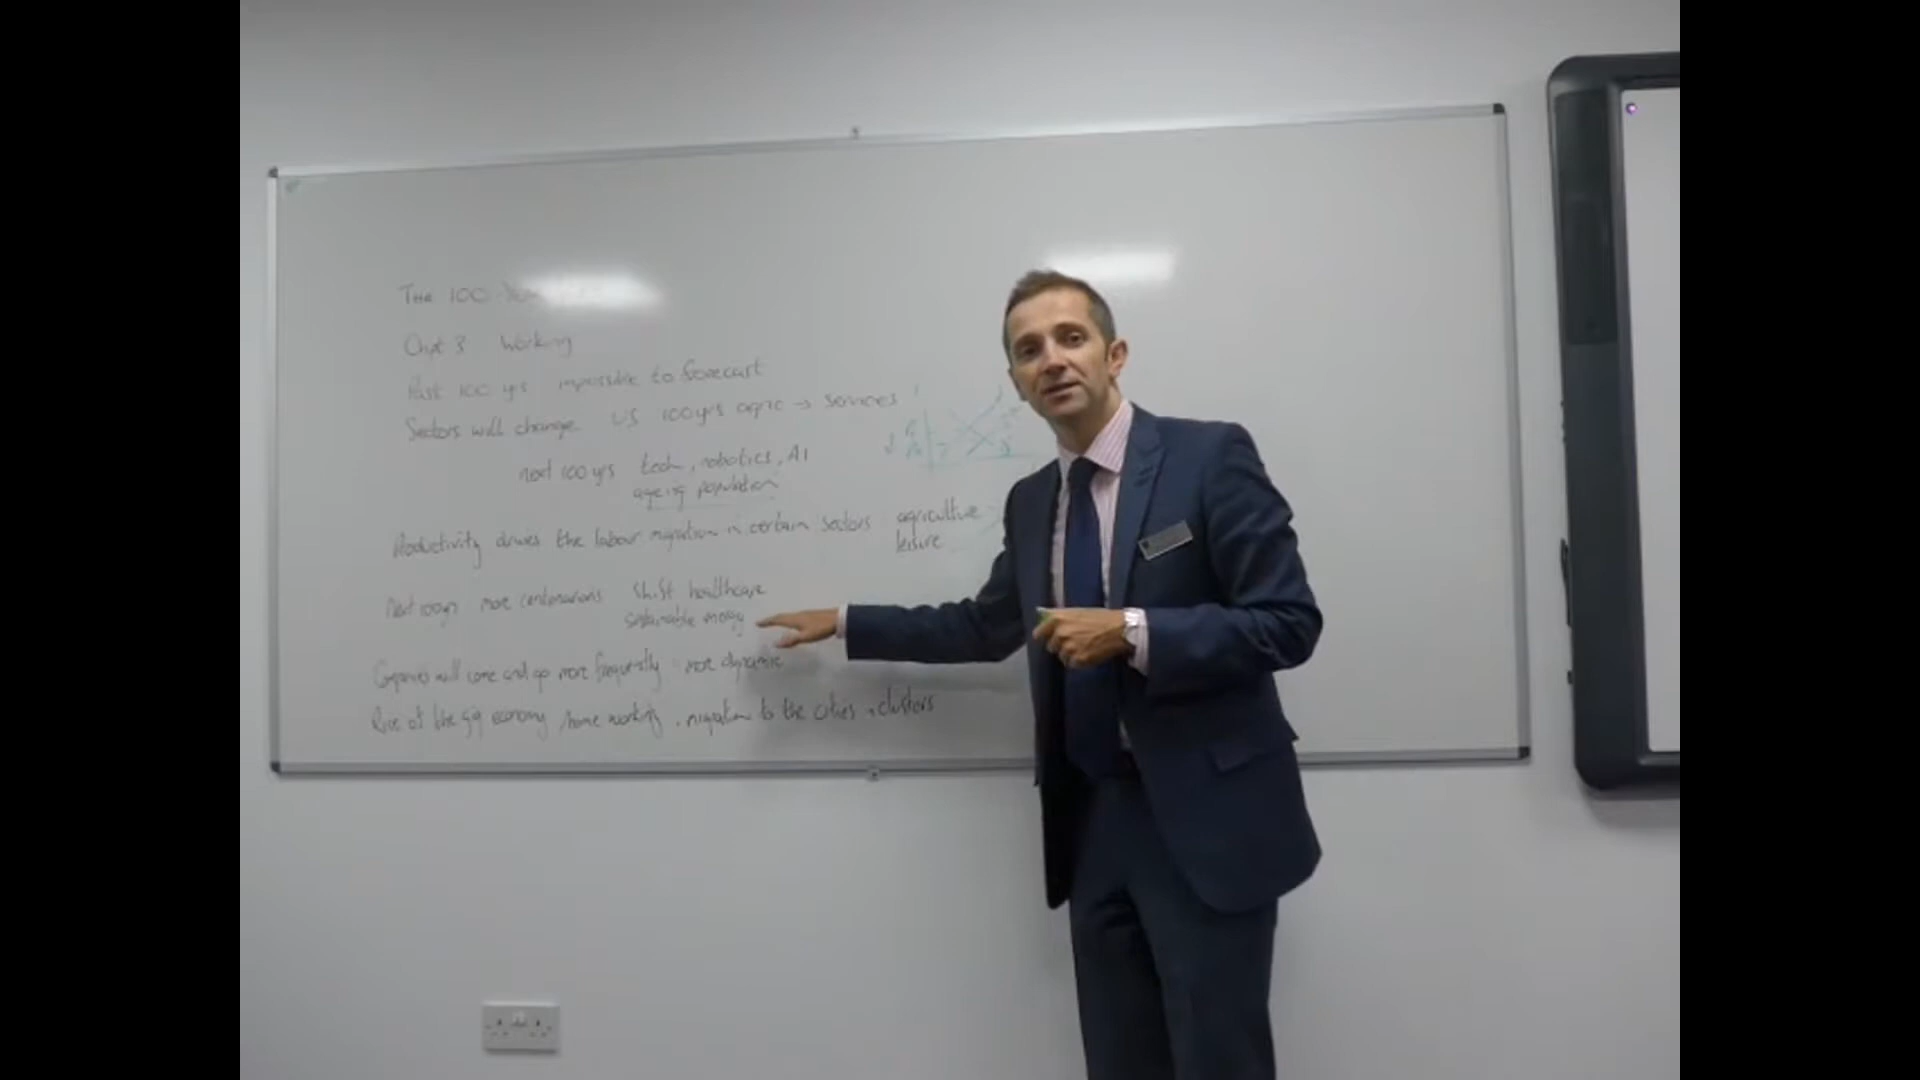 The 100
Chpt 3 Working
Past 100 yrs impossible to forecast
Sectors will change US 100yrs agric → services
next 100 yrs tech, robotics, AI
ageing population
Productivity drives the labour migration in certain sectors agriculture
leisure
Next 100yrs more centenarians shift healthcare
sustainable energy
Companies will come and go more frequently more dynamic
Rise of the gig economy, home working, migration to the cities → clusters